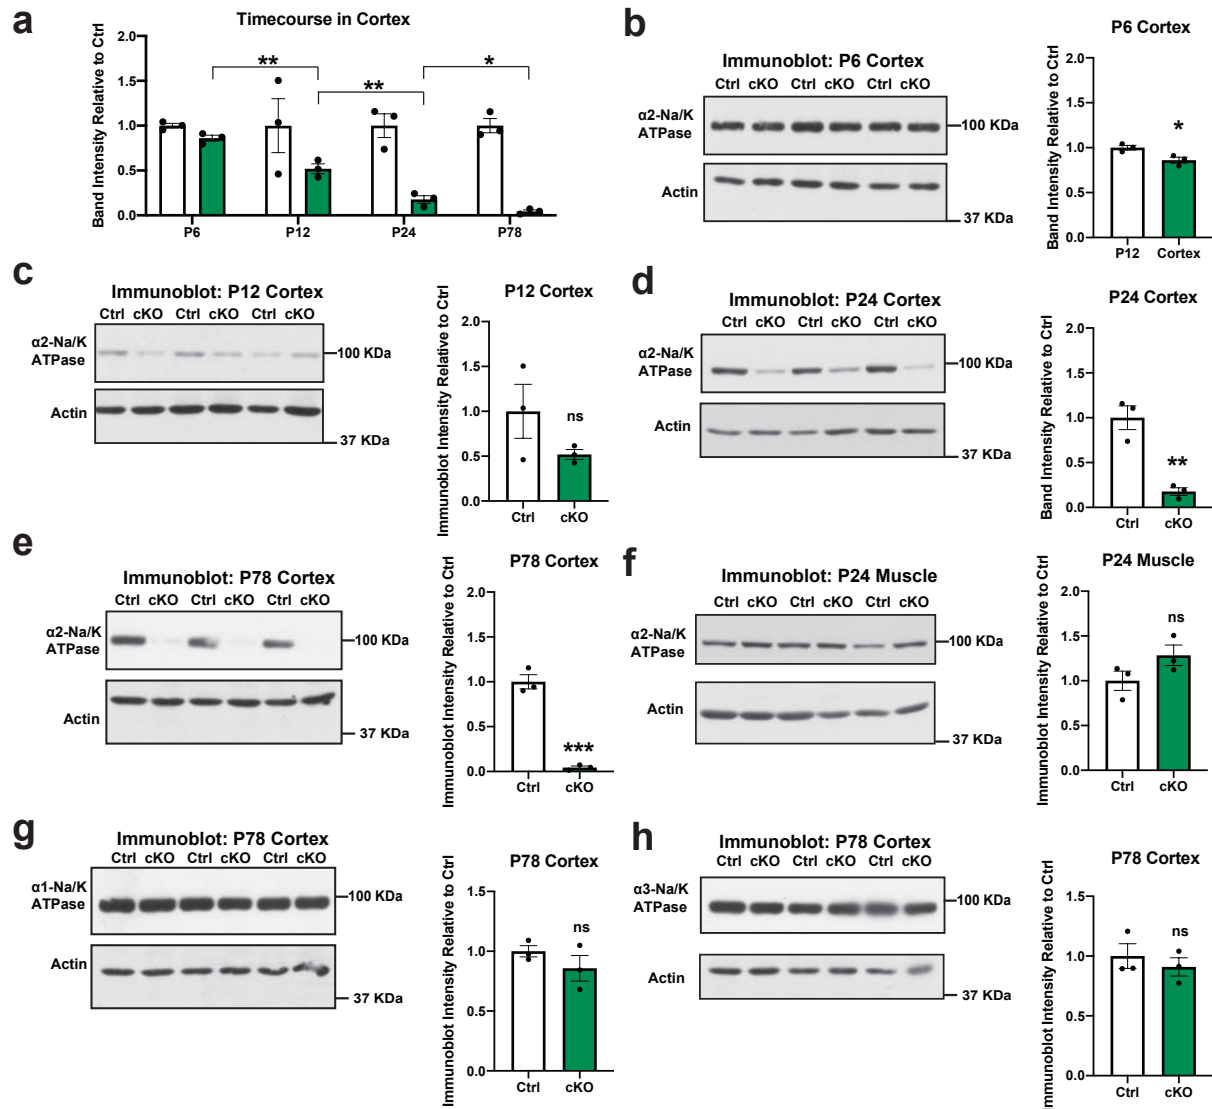 a
Timecourse in Cortex
Band Intensity Relative to Ctrl
2.0
1.5
1.0
0.5
0.0
** ** *
P6 P12 P24 P78
b
Immunoblot: P6 Cortex
Ctrl cKO Ctrl cKO Ctrl cKO
α2-Na/K
ATPase
100 KDa
Actin
37 KDa
P6 Cortex
Band Intensity Relative to Ctrl
2.0
1.5
1.0
0.5
0.0
*
P12 Cortex
c
Immunoblot: P12 Cortex
Ctrl cKO Ctrl cKO Ctrl cKO
α2-Na/K
ATPase
100 KDa
Actin
37 KDa
P12 Cortex
Immunoblot Intensity Relative to Ctrl
2.0
1.5
1.0
0.5
0.0
ns
Ctrl cKO
d
Immunoblot: P24 Cortex
Ctrl cKO Ctrl cKO Ctrl cKO
α2-Na/K
ATPase
100 KDa
Actin
37 KDa
P24 Cortex
Band Intensity Relative to Ctrl
2.0
1.5
1.0
0.5
0.0
**
Ctrl cKO
e
Immunoblot: P78 Cortex
Ctrl cKO Ctrl cKO Ctrl cKO
α2-Na/K
ATPase
100 KDa
Actin
37 KDa
P78 Cortex
Immunoblot Intensity Relative to Ctrl
2.0
1.5
1.0
0.5
0.0
***
Ctrl cKO
f
Immunoblot: P24 Muscle
Ctrl cKO Ctrl cKO Ctrl cKO
α2-Na/K
ATPase
100 KDa
Actin
37 KDa
P24 Muscle
Immunoblot Intensity Relative to Ctrl
2.0
1.5
1.0
0.5
0.0
ns
Ctrl cKO
g
Immunoblot: P78 Cortex
Ctrl cKO Ctrl cKO Ctrl cKO
α1-Na/K
ATPase
100 KDa
Actin
37 KDa
P78 Cortex
Immunoblot Intensity Relative to Ctrl
1.5
1.0
0.5
0.0
ns
Ctrl cKO
h
Immunoblot: P78 Cortex
Ctrl cKO Ctrl cKO Ctrl cKO
α3-Na/K
ATPase
100 KDa
Actin
37 KDa
P78 Cortex
Immunoblot Intensity Relative to Ctrl
1.5
1.0
0.5
0.0
ns
Ctrl cKO